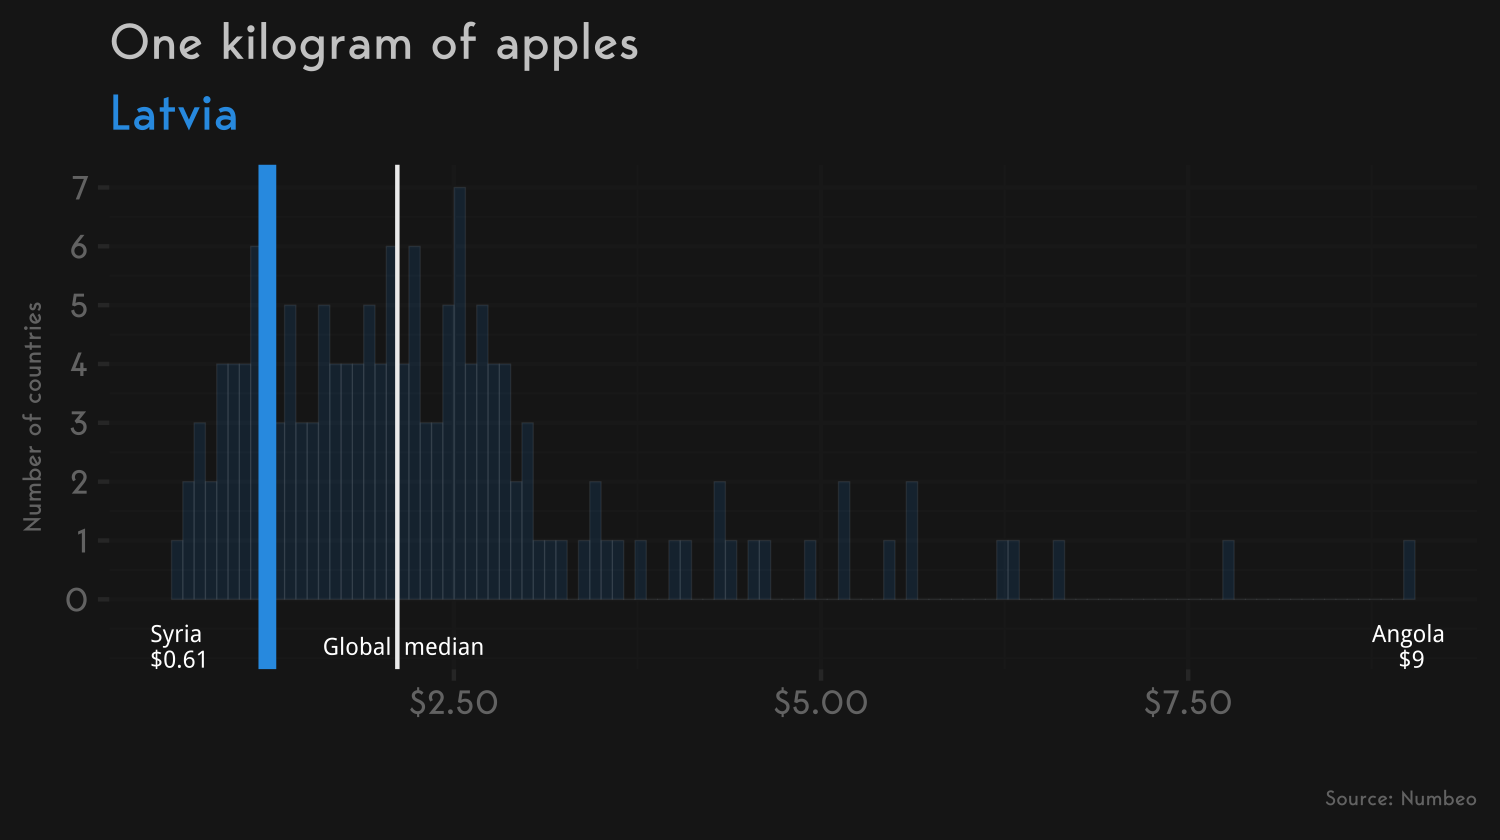 One kilogram of apples
Latvia
Number of countries
7
6
5
4
3
2
1
0
Syria
$0.61
Global median
Angola
$9
$2.50
$5.00
$7.50
Source: Numbeo